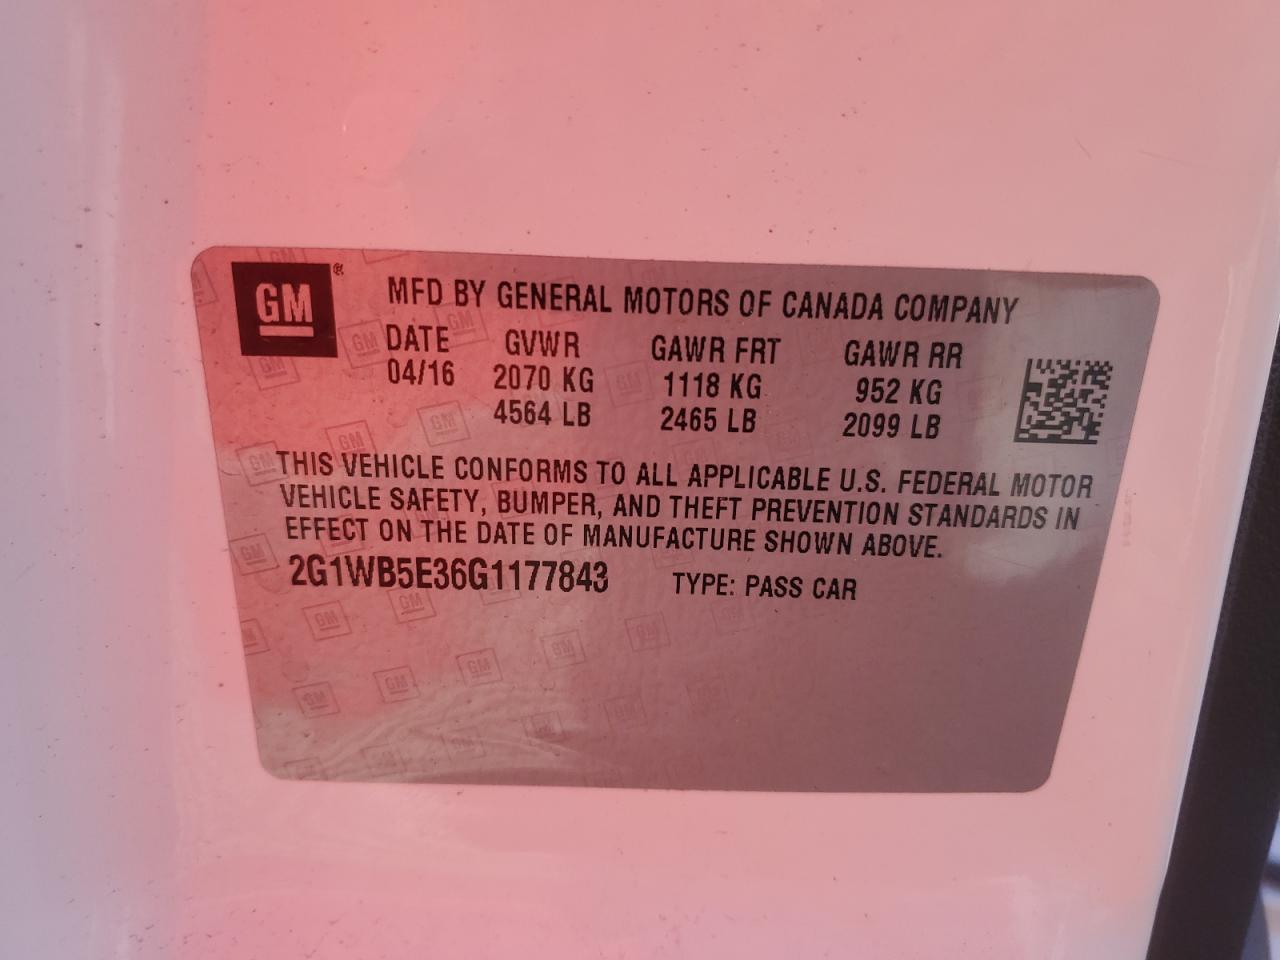 GM®
MFD BY GENERAL MOTORS OF CANADA COMPANY
DATE GVWR GAWR FRT GAWR RR
04/16 2070 KG 1118 KG 952 KG
4564 LB 2465 LB 2099 LB
THIS VEHICLE CONFORMS TO ALL APPLICABLE U.S. FEDERAL MOTOR
VEHICLE SAFETY, BUMPER, AND THEFT PREVENTION STANDARDS IN
EFFECT ON THE DATE OF MANUFACTURE SHOWN ABOVE.
2G1WB5E36G1177843 TYPE: PASS CAR